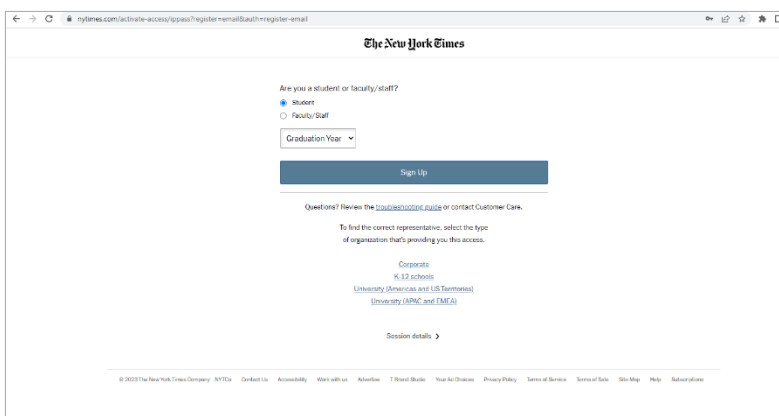 nytimes.com/activate-access/ippass?register=email&auth=register-email
The New York Times
Are you a student or faculty/staff?
Student
Faculty/Staff
Graduation Year
Sign Up
Questions? Review the troubleshooting guide or contact Customer Care.
To find the correct representative, select the type
of organization that's providing you this access.
Corporate
K-12 schools
University (Americas and US Territories)
University (APAC and EMEA)
Session details
© 2023 The New York Times Company NYTCo Contact Us Accessibility Work with us Advertise T Brand Studio Your Ad Choices Privacy Policy Terms of Service Terms of Sale Site Map Help Subscriptions